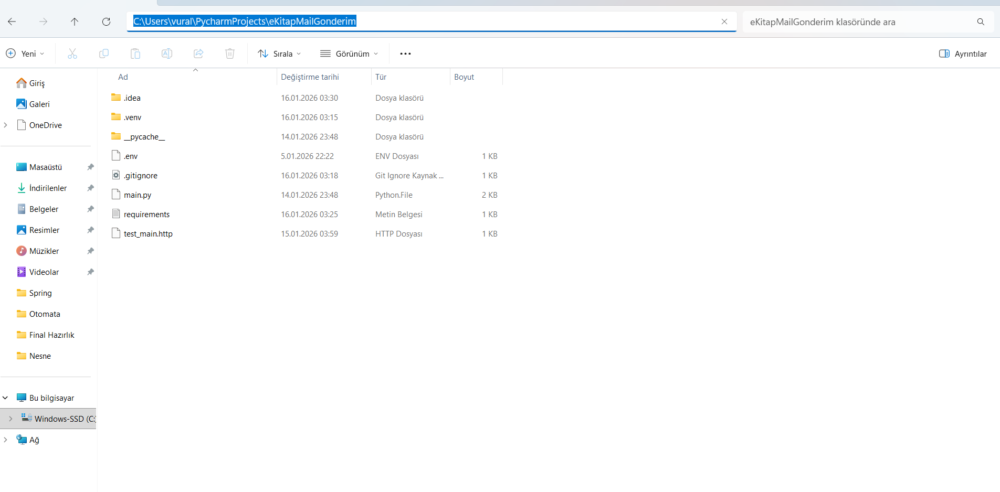 C:\Users\vural\PycharmProjects\eKitapMailGonderim
eKitapMailGonderim klasöründe ara
Yeni
Sırala
Görünüm
Ayrıntılar
Giriş
Galeri
OneDrive
Masaüstü
İndirilenler
Belgeler
Resimler
Müzikler
Videolar
Spring
Otomata
Final Hazırlık
Nesne
Bu bilgisayar
Windows-SSD (C:)
Ağ
Ad Değiştirme tarihi Tür Boyut
.idea 16.01.2026 03:30 Dosya klasörü
.venv 16.01.2026 03:15 Dosya klasörü
__pycache__ 14.01.2026 23:48 Dosya klasörü
.env 5.01.2026 22:22 ENV Dosyası 1 KB
.gitignore 16.01.2026 03:18 Git Ignore Kaynak ... 1 KB
main.py 14.01.2026 23:48 Python.File 2 KB
requirements 16.01.2026 03:25 Metin Belgesi 1 KB
test_main.http 15.01.2026 03:59 HTTP Dosyası 1 KB